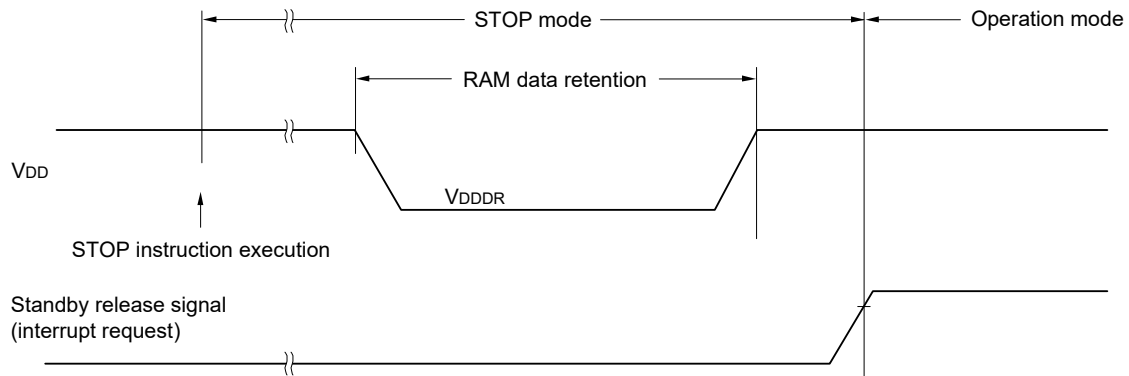 STOP mode
Operation mode
RAM data retention
VDD
VDDDR
STOP instruction execution
Standby release signal
(interrupt request)